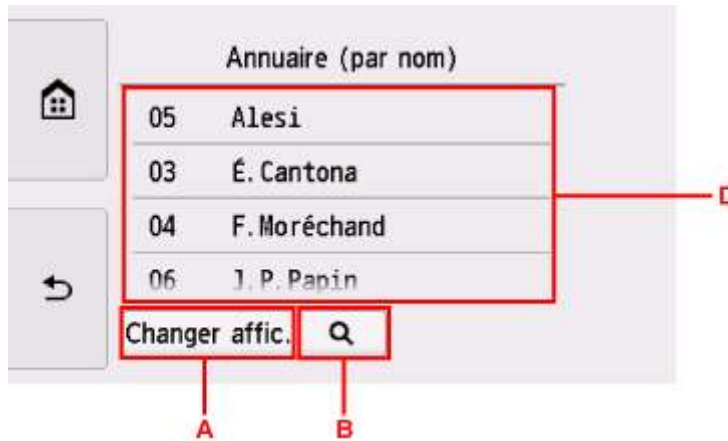 Annuaire (par nom)
05 Alesi
03 É.Cantona
04 F.Moréchand
06 J.P.Papin
Changer affic.
A B